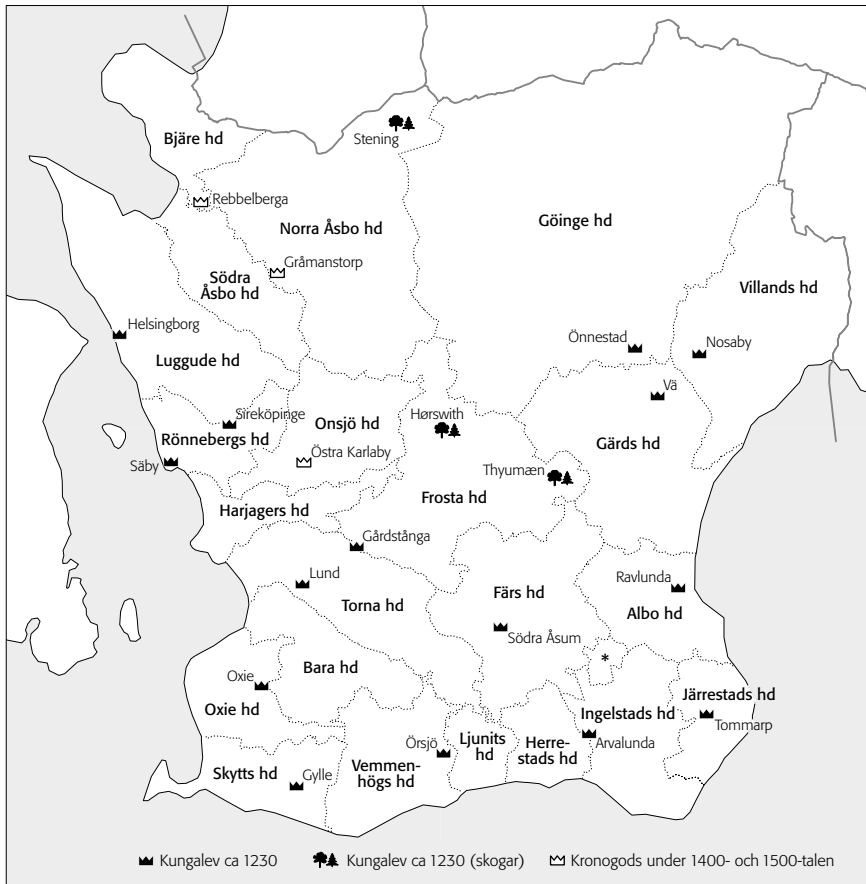 Stening
Bjäre hd
Rebbelberga
Norra Åsbo hd
Göinge hd
Gråmanstorp
Södra
Åsbo hd
Villands hd
Helsingborg
Luggude hd
Önnestad
Nosaby
Vä
Sireköpinge
Onsjö hd
Hørswith
Rönnebergs hd
Gärds hd
Säby
Östra Karlaby
Thyumæn
Frosta hd
Harjagers hd
Gårdstånga
Lund
Färs hd
Ravlunda
Torna hd
Albo hd
Södra Åsum
*
Bara hd
Oxie
Järrestads hd
Oxie hd
Ingelstads hd
Tommarp
Örsjö
Ljunits
hd
Herre-
stads hd
Arvalunda
Skytts hd
Gylle
Vemmen-
högs hd
Kungalev ca 1230
Kungalev ca 1230 (skogar)
Kronogods under 1400- och 1500-talen